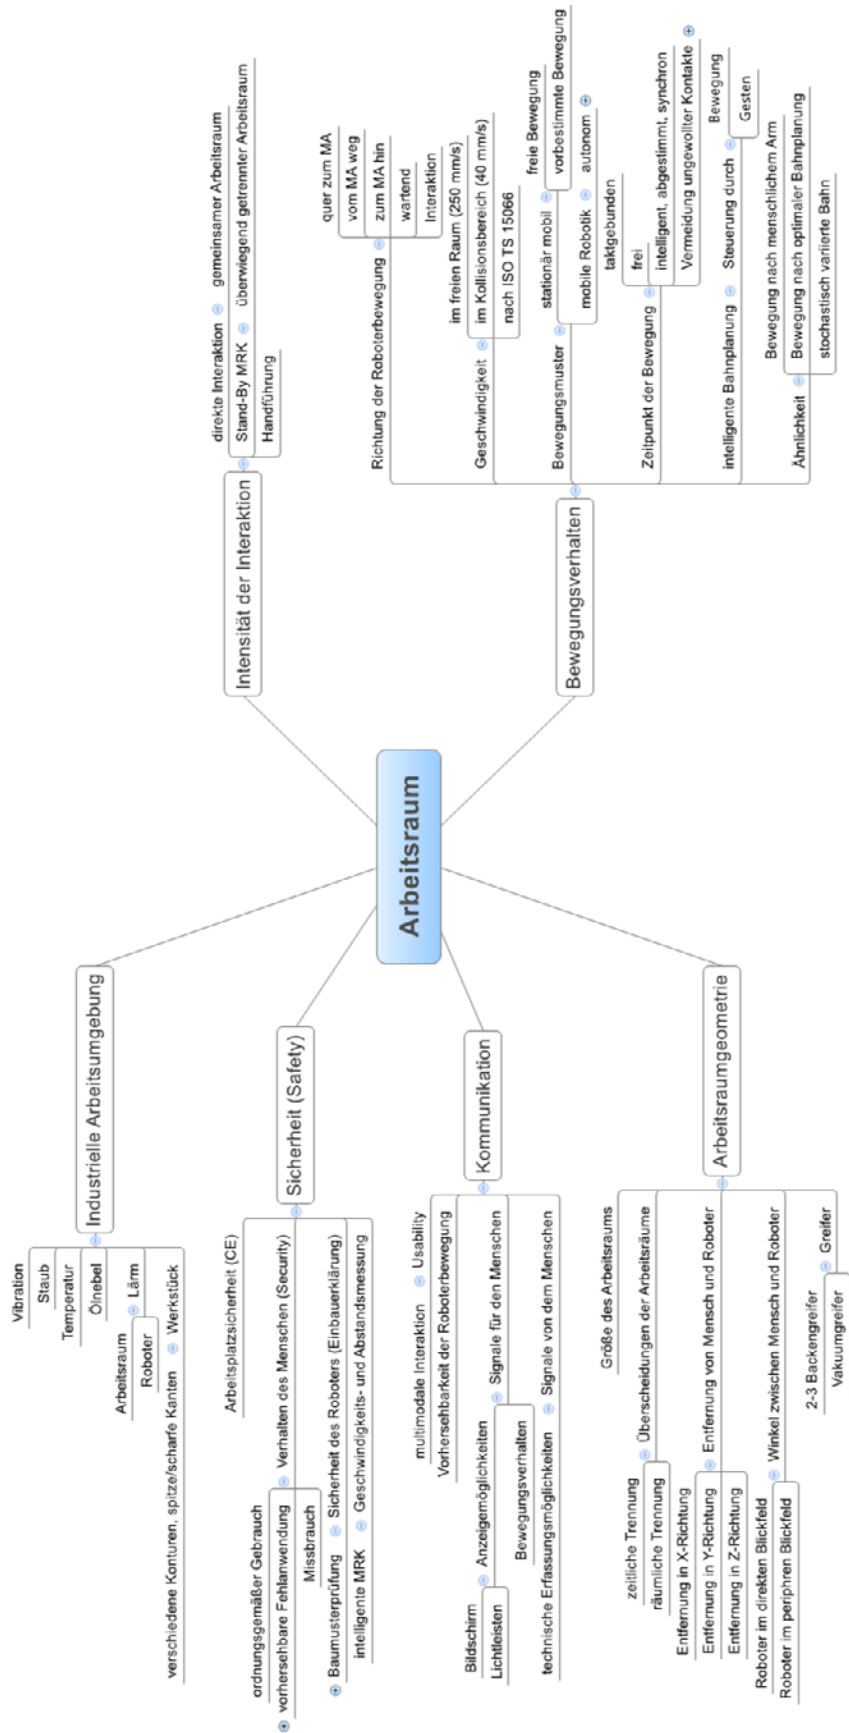 Arbeitsraum
Industrielle Arbeitsumgebung
Vibration
Staub
Temperatur
Ölnebel
Lärm
Arbeitsraum
Roboter
Werkstück
verschiedene Konturen, spitze/scharfe Kanten
Sicherheit (Safety)
Arbeitsplatzsicherheit (CE)
Verhalten des Menschen (Security)
ordnungsgemäßer Gebrauch
vorhersehbare Fehlanwendung
Missbrauch
Sicherheit des Roboters (Einbauerklärung)
Baumusterprüfung
Geschwindigkeits- und Abstandsmessung
intelligente MRK
Kommunikation
Usability
multimodale Interaktion
Vorhersehbarkeit der Roboterbewegung
Signale für den Menschen
Anzeigemöglichkeiten
Bildschirm
Lichtleisten
Bewegungsverhalten
Signale von dem Menschen
technische Erfassungsmöglichkeiten
Arbeitsraumgeometrie
Größe des Arbeitsraums
Überscheidungen der Arbeitsräume
zeitliche Trennung
räumliche Trennung
Entfernung von Mensch und Roboter
Entfernung in X-Richtung
Entfernung in Y-Richtung
Entfernung in Z-Richtung
Winkel zwischen Mensch und Roboter
Roboter im direkten Blickfeld
Roboter im periphren Blickfeld
Greifer
2-3 Backengreifer
Vakuumgreifer
Intensität der Interaktion
direkte Interaktion
gemeinsamer Arbeitsraum
Stand-By MRK
überwiegend getrennter Arbeitsraum
Handführung
Bewegungsverhalten
Richtung der Roboterbewegung
quer zum MA
vom MA weg
zum MA hin
wartend
Interaktion
Geschwindigkeit
im freien Raum (250 mm/s)
im Kollisionsbereich (40 mm/s)
nach ISO TS 15066
Bewegungsmuster
stationär mobil
freie Bewegung
vorbestimmte Bewegung
mobile Robotik
autonom
Zeitpunkt der Bewegung
taktgebunden
frei
intelligent, abgestimmt, synchron
Vermeidung ungewollter Kontakte
intelligente Bahnplanung
Steuerung durch
Bewegung
Gesten
Ähnlichkeit
Bewegung nach menschlichem Arm
Bewegung nach optimaler Bahnplanung
stochastisch variierte Bahn